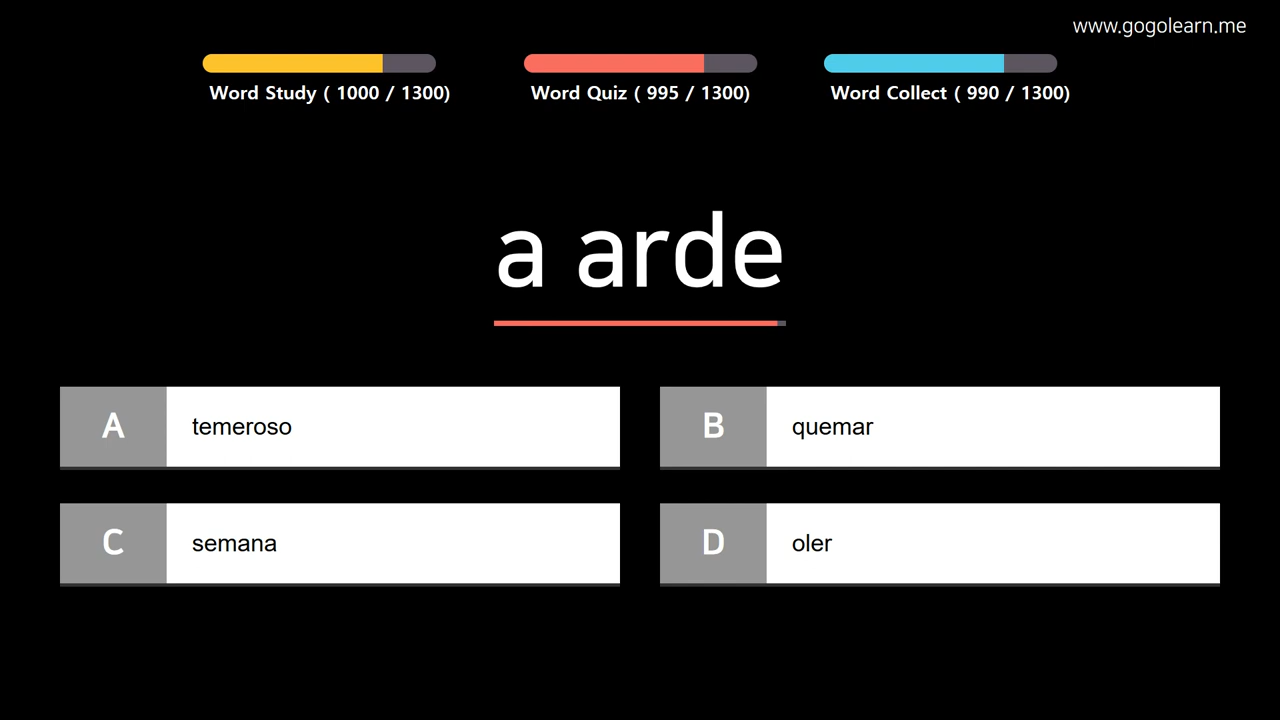 www.gogolearn.me
Word Study ( 1000 / 1300)
Word Quiz ( 995 / 1300)
Word Collect ( 990 / 1300)
a arde
A temeroso
B quemar
C semana
D oler